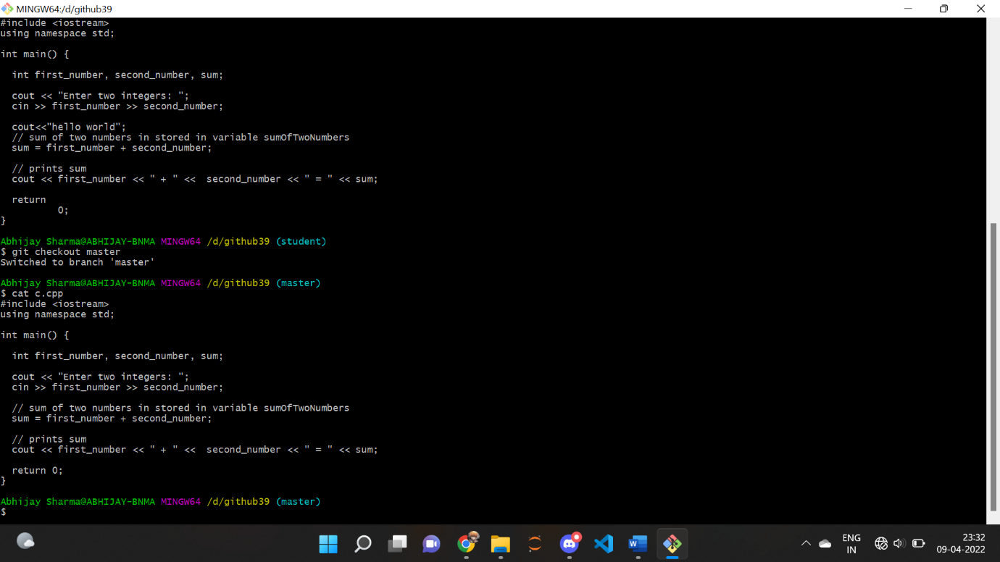 MINGW64:/d/github39
#include <iostream>
using namespace std;
int main() {
  int first_number, second_number, sum;
  cout << "Enter two integers: ";
  cin >> first_number >> second_number;
  cout<<"hello world";
  // sum of two numbers in stored in variable sumOfTwoNumbers
  sum = first_number + second_number;
  // prints sum
  cout << first_number << " + " <<  second_number << " = " << sum;
  return
          0;
}
Abhijay Sharma@ABHIJAY-BNMA MINGW64 /d/github39 (student)
$ git checkout master
Switched to branch 'master'
Abhijay Sharma@ABHIJAY-BNMA MINGW64 /d/github39 (master)
$ cat c.cpp
#include <iostream>
using namespace std;
int main() {
  int first_number, second_number, sum;
  cout << "Enter two integers: ";
  cin >> first_number >> second_number;
  // sum of two numbers in stored in variable sumOfTwoNumbers
  sum = first_number + second_number;
  // prints sum
  cout << first_number << " + " <<  second_number << " = " << sum;
  return 0;
}
Abhijay Sharma@ABHIJAY-BNMA MINGW64 /d/github39 (master)
$
W
ENG
IN
23:32
09-04-2022